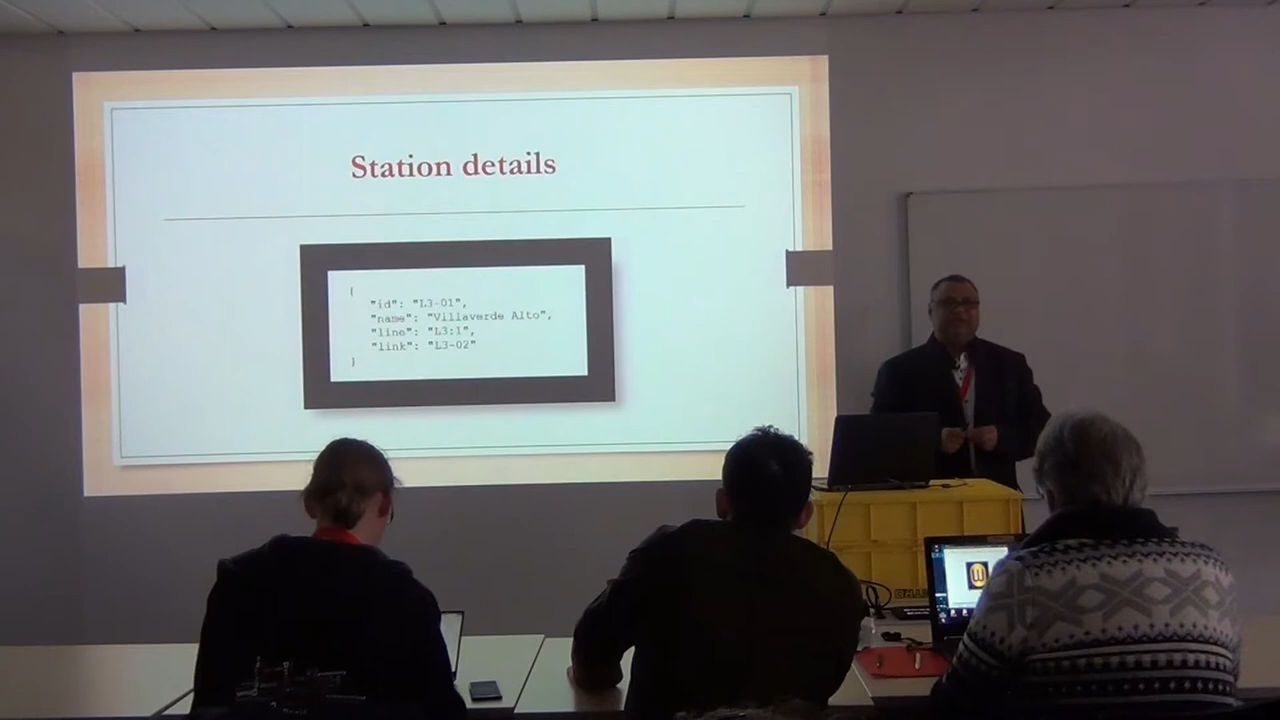 Station details
{
"id": "L3-01",
"name": "Villaverde Alto",
"line": "L3:1",
"link": "L3-02"
}
W